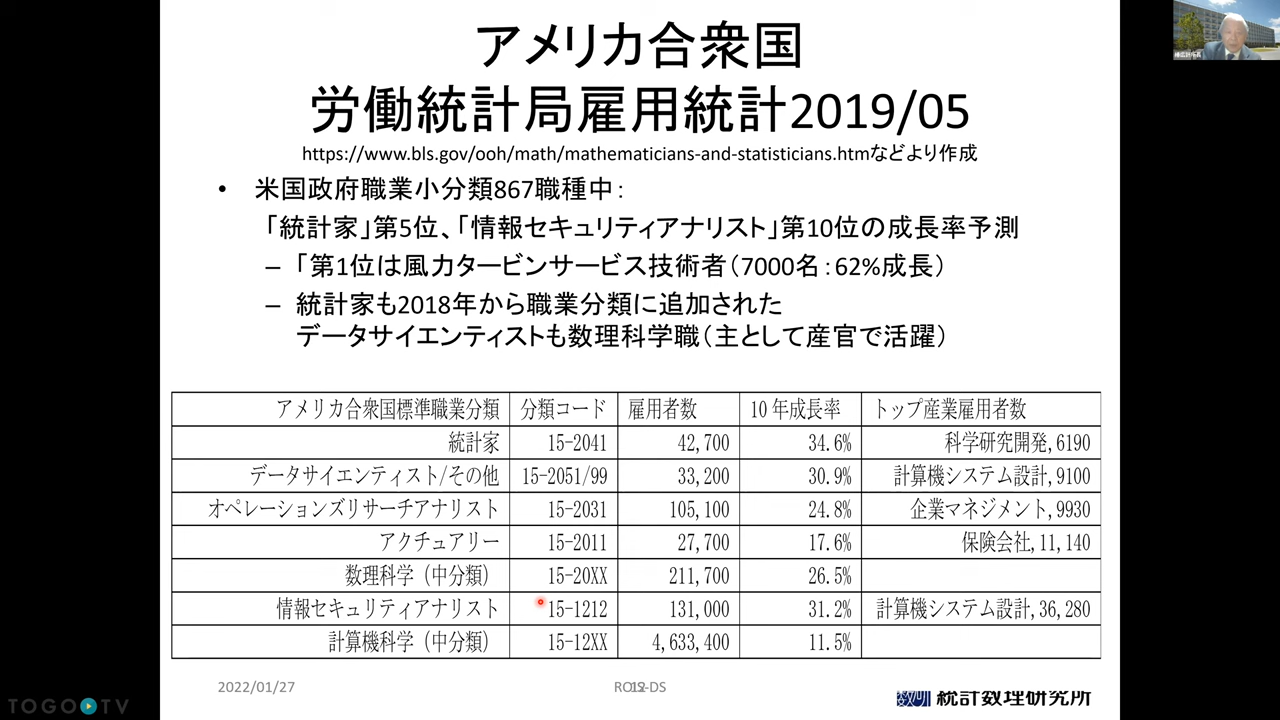 アメリカ合衆国
労働統計局雇用統計2019/05
https://www.bls.gov/ooh/math/mathematicians-and-statisticians.htmなどより作成
• 米国政府職業小分類867職種中：
「統計家」第5位、「情報セキュリティアナリスト」第10位の成長率予測
– 「第1位は風力タービンサービス技術者（7000名：62%成長）
– 統計家も2018年から職業分類に追加された
データサイエンティストも数理科学職（主として産官で活躍）
アメリカ合衆国標準職業分類 分類コード 雇用者数 10年成長率 トップ産業雇用者数
統計家 15-2041 42,700 34.6% 科学研究開発,6190
データサイエンティスト/その他 15-2051/99 33,200 30.9% 計算機システム設計,9100
オペレーションズリサーチアナリスト 15-2031 105,100 24.8% 企業マネジメント,9930
アクチュアリー 15-2011 27,700 17.6% 保険会社,11,140
数理科学（中分類） 15-20XX 211,700 26.5%
情報セキュリティアナリスト 15-1212 131,000 31.2% 計算機システム設計,36,280
計算機科学（中分類） 15-12XX 4,633,400 11.5%
2022/01/27
統計数理研究所
TOGO TV